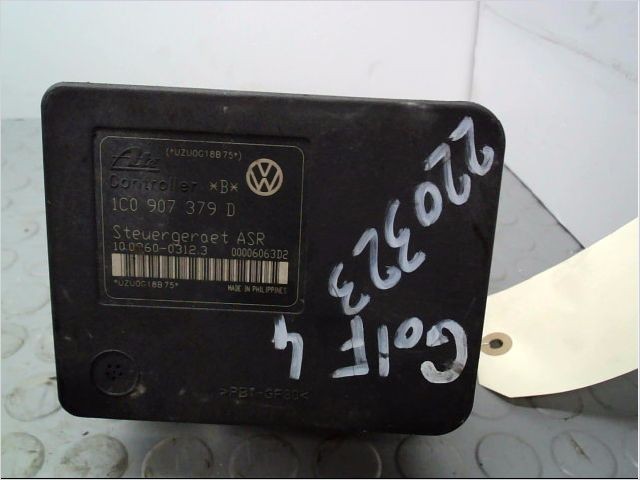 Ate
(*UZU0G18B75*)
Controller *B*
1C0 907 379 D
Steuergeraet ASR
10.0960-0312.3
00006063D2
*UZU0G18B75*
MADE IN PHILIPPINES
>PBT-GF30<
220323
GOLF 4